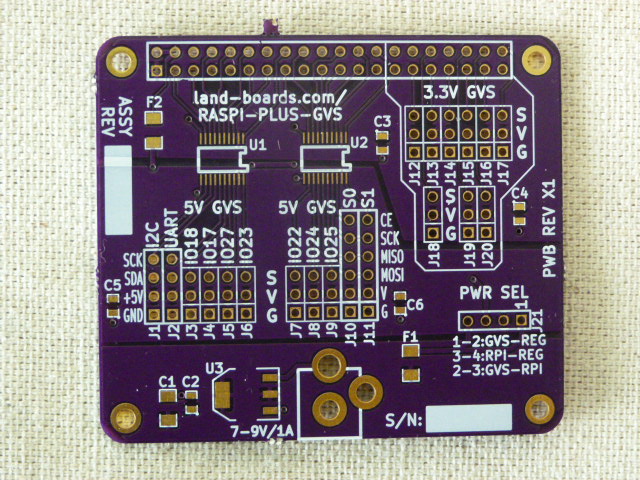 land-boards.com/
RASPI-PLUS-GVS
ASSY
REV
F2
C3
3.3V GVS
S
V
G
U1
U2
J12
J13
J14
J15
J16
J17
S
V
G
J18
J19
J20
C4
PWB REV X1
5V GVS
5V GVS
I2C
UART
IO18
IO17
IO27
IO23
IO22
IO24
IO25
S0
S1
SCK
SDA
+5V
GND
S
V
G
CE
SCK
MISO
MOSI
V
G
C5
C6
J1
J2
J3
J4
J5
J6
J7
J8
J9
J10
J11
PWR SEL
1
J21
1-2:GVS-REG
3-4:RPI-REG
2-3:GVS-RPI
F1
U3
C1
C2
7-9V/1A
S/N: